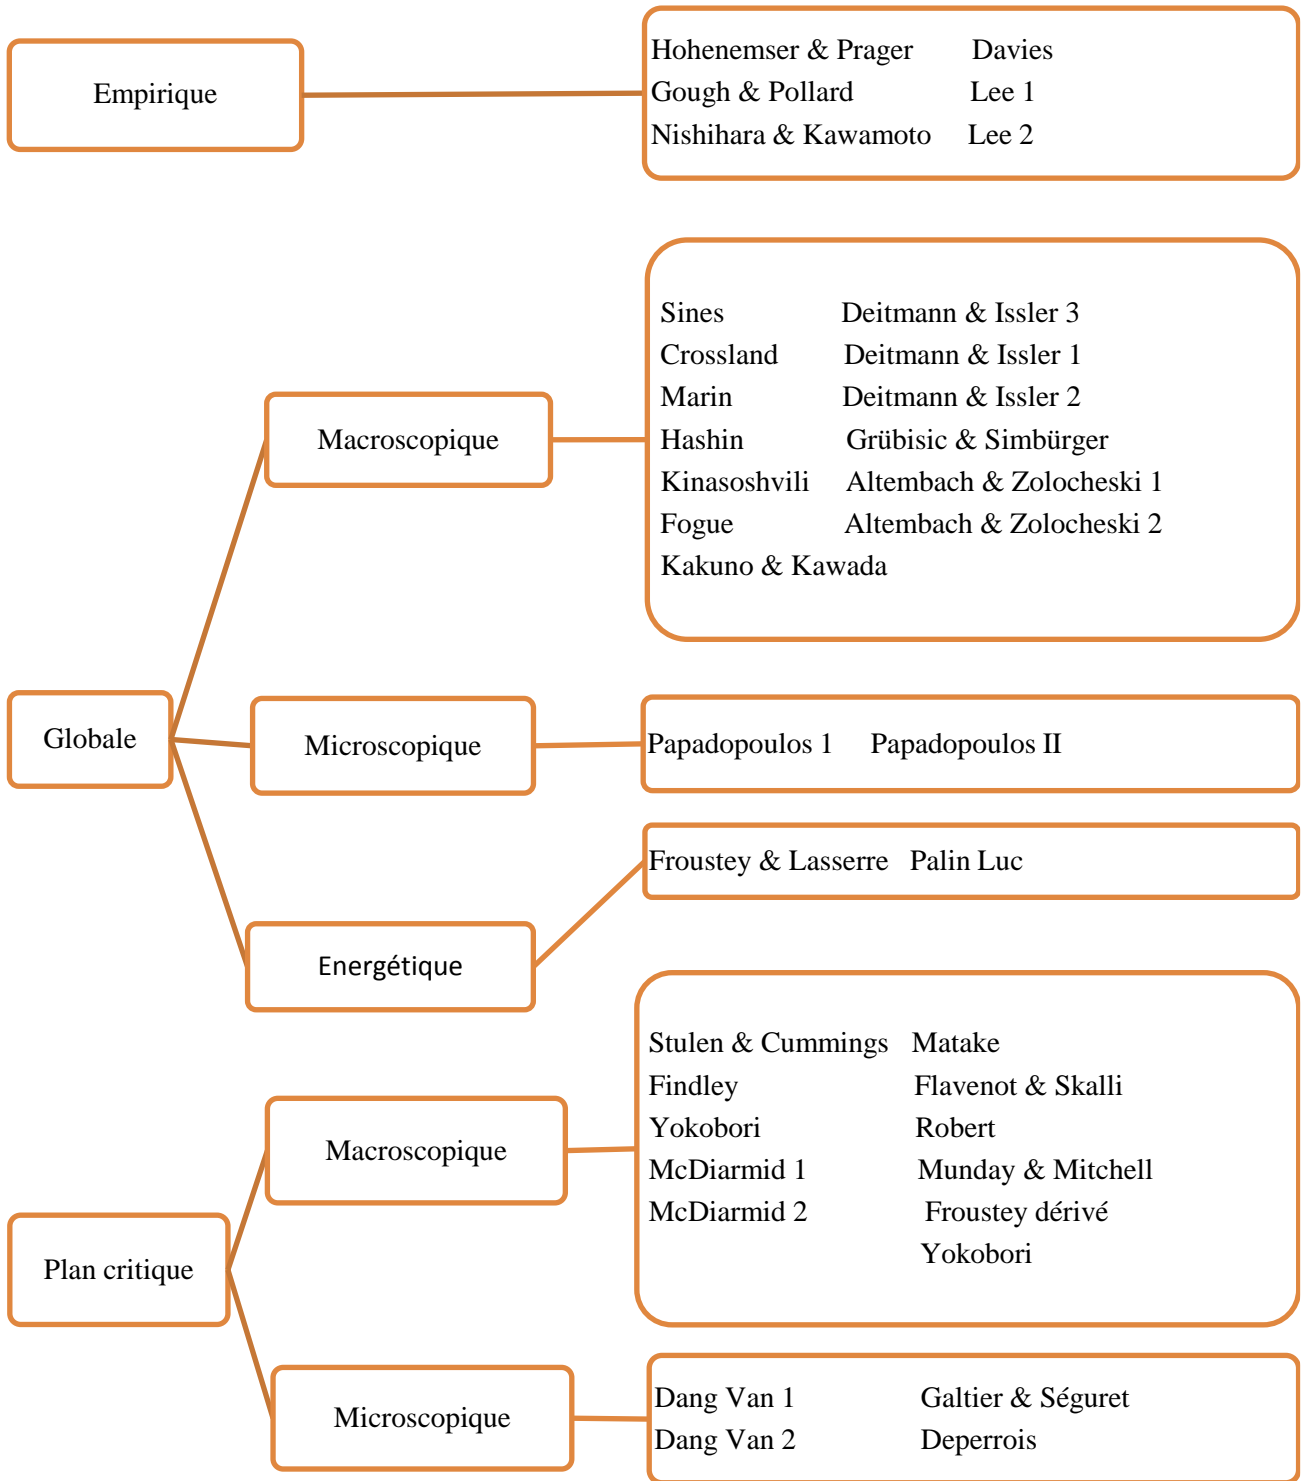 Empirique
Hohenemser & Prager Davies
Gough & Pollard Lee 1
Nishihara & Kawamoto Lee 2
Globale
Macroscopique
Sines Deitmann & Issler 3
Crossland Deitmann & Issler 1
Marin Deitmann & Issler 2
Hashin Grübisic & Simbürger
Kinasoshvili Altembach & Zolocheski 1
Fogue Altembach & Zolocheski 2
Kakuno & Kawada
Microscopique
Papadopoulos 1 Papadopoulos II
Energétique
Froustey & Lasserre Palin Luc
Plan critique
Macroscopique
Stulen & Cummings Matake
Findley Flavenot & Skalli
Yokobori Robert
McDiarmid 1 Munday & Mitchell
McDiarmid 2 Froustey dérivé
Yokobori
Microscopique
Dang Van 1 Galtier & Séguret
Dang Van 2 Deperrois